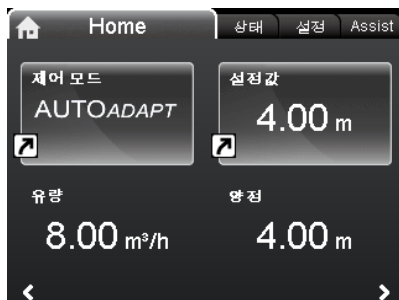 Home 상태 설정 Assist
제어 모드
AUTOADAPT
설정값
4.00 m
유량
8.00 m³/h
양정
4.00 m